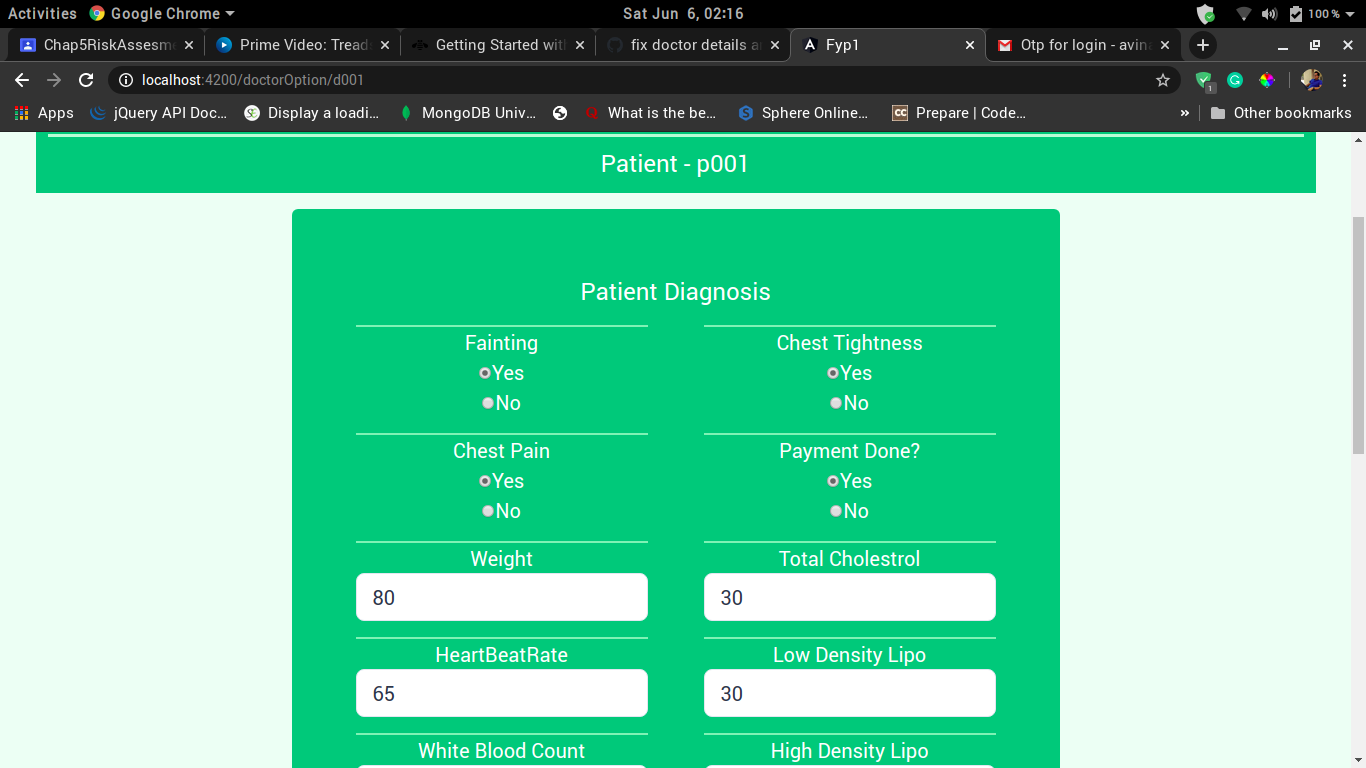 Activities Google Chrome Sat Jun 6, 02:16 100 %
Chap5RiskAssesme Prime Video: Tread Getting Started wit fix doctor details a Fyp1 Otp for login - avina
localhost:4200/doctorOption/d001 1
Apps jQuery API Doc... Display a loadi... MongoDB Univ... What is the be... Sphere Online... CC Prepare | Code... » Other bookmarks
Patient - p001
Patient Diagnosis
Fainting Chest Tightness
Yes Yes
No No
Chest Pain Payment Done?
Yes Yes
No No
Weight Total Cholestrol
80 30
HeartBeatRate Low Density Lipo
65 30
White Blood Count High Density Lipo